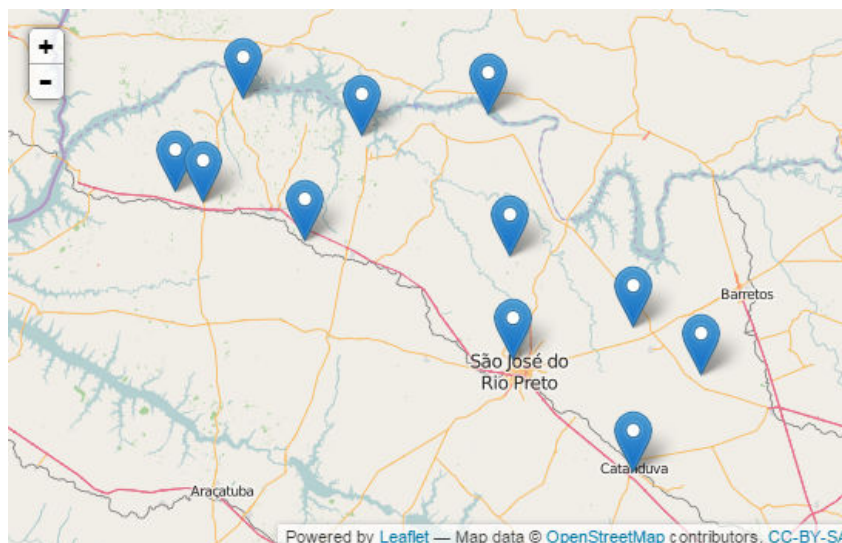 +
-
Barretos
São José do
Rio Preto
Catanduva
Araçatuba
Powered by Leaflet — Map data © OpenStreetMap contributors, CC-BY-SA